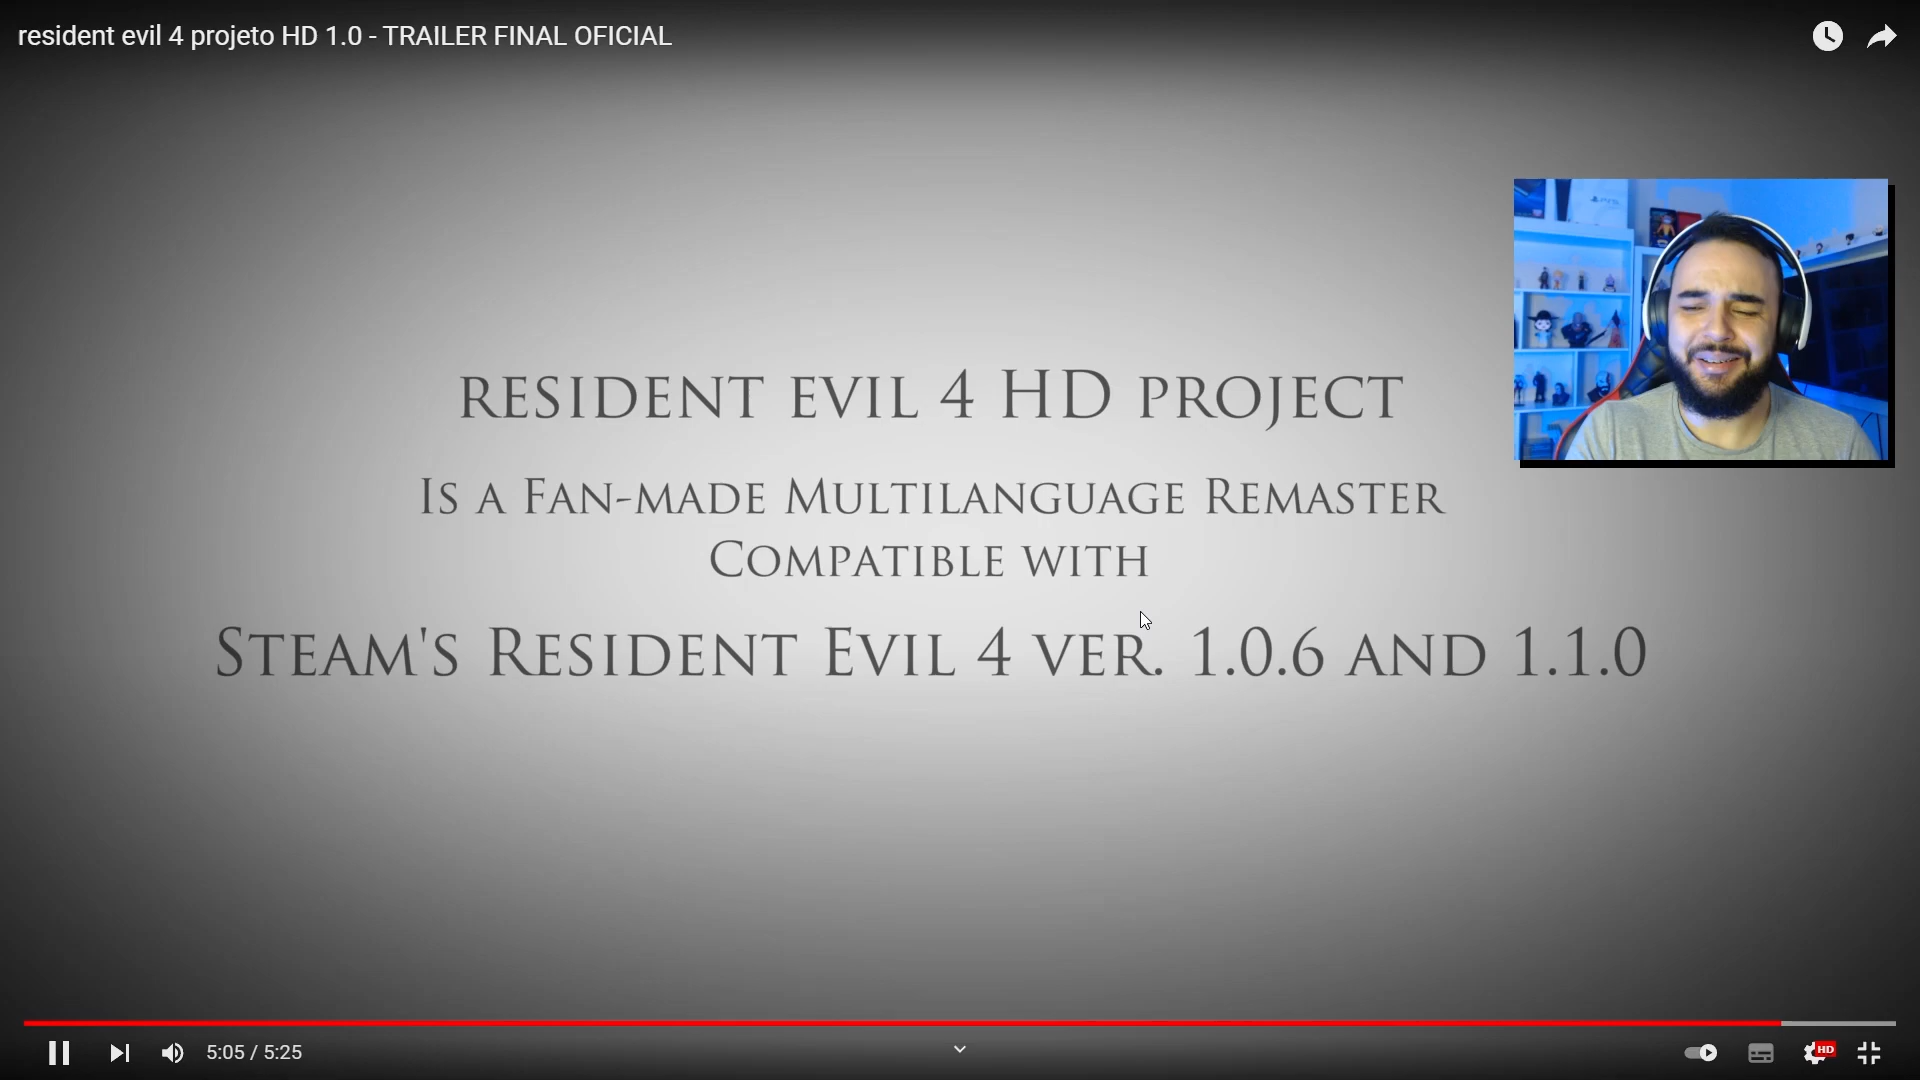 resident evil 4 projeto HD 1.0 - TRAILER FINAL OFICIAL
RESIDENT EVIL 4 HD PROJECT
IS A FAN-MADE MULTILANGUAGE REMASTER
COMPATIBLE WITH
STEAM'S RESIDENT EVIL 4 VER. 1.0.6 AND 1.1.0
5:05 / 5:25
HD